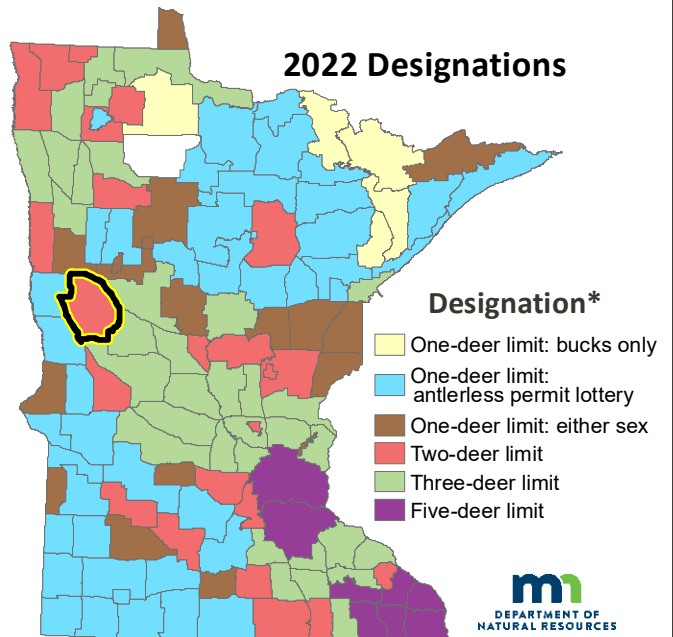 2022 Designations
Designation*
One-deer limit: bucks only
One-deer limit:
antlerless permit lottery
One-deer limit: either sex
Two-deer limit
Three-deer limit
Five-deer limit
mn
DEPARTMENT OF
NATURAL RESOURCES